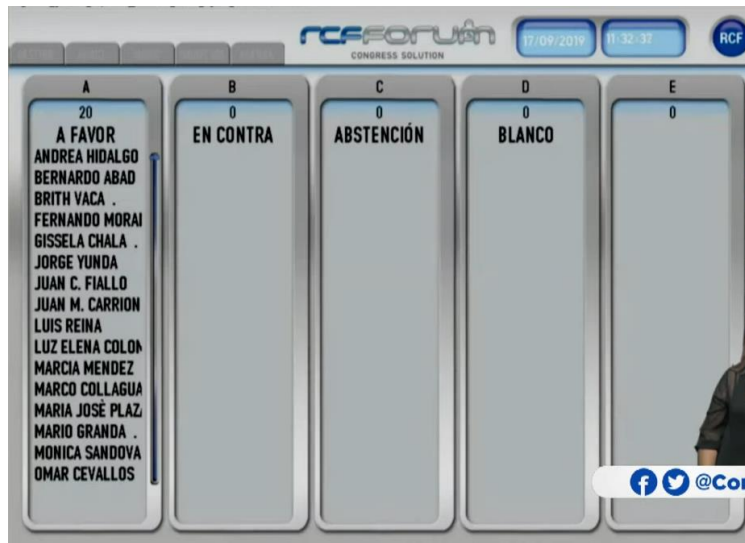 RCFFORUM
CONGRESS SOLUTION
17/09/2019
11:32:37
RCF
A
20
A FAVOR
ANDREA HIDALGO
BERNARDO ABAD
BRITH VACA .
FERNANDO MORAI
GISSELA CHALA .
JORGE YUNDA
JUAN C. FIALLO
JUAN M. CARRION
LUIS REINA
LUZ ELENA COLON
MARCIA MENDEZ
MARCO COLLAGUA
MARIA JOSÈ PLAZA
MARIO GRANDA .
MONICA SANDOVA
OMAR CEVALLOS
B
0
EN CONTRA
C
0
ABSTENCIÓN
D
0
BLANCO
E
0
@Con